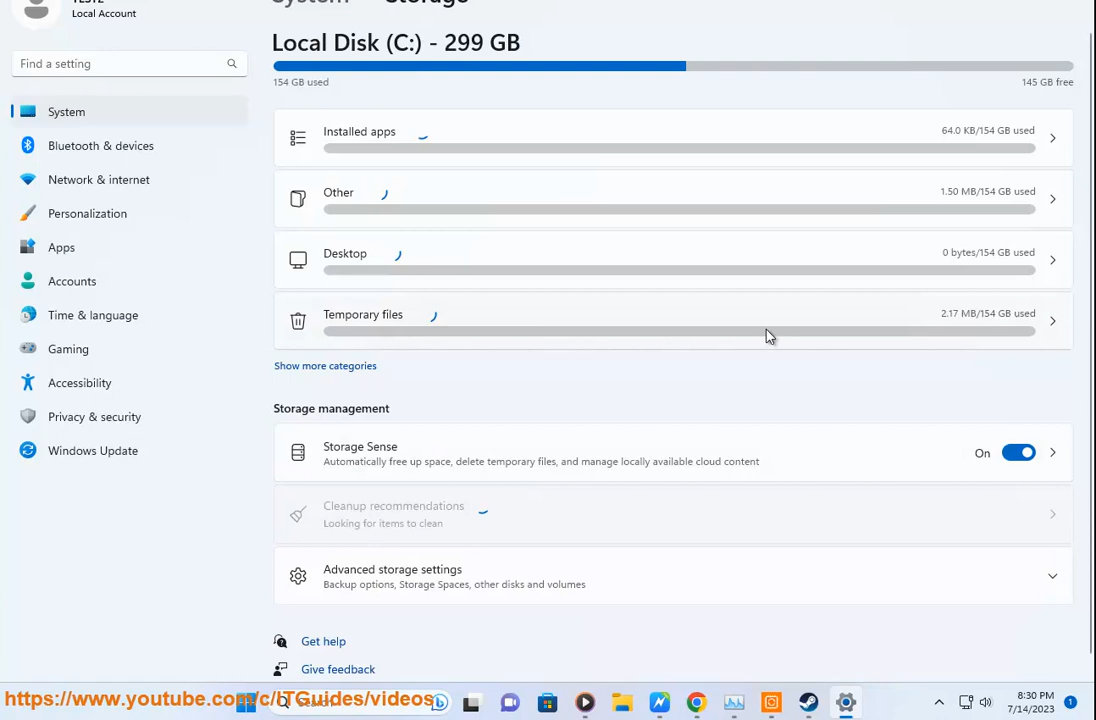 Local Account
System
Storage
Find a setting
System
Bluetooth & devices
Network & internet
Personalization
Apps
Accounts
Time & language
Gaming
Accessibility
Privacy & security
Windows Update
Local Disk (C:) - 299 GB
154 GB used
145 GB free
Installed apps
64.0 KB/154 GB used
Other
1.50 MB/154 GB used
Desktop
0 bytes/154 GB used
Temporary files
2.17 MB/154 GB used
Show more categories
Storage management
Storage Sense
Automatically free up space, delete temporary files, and manage locally available cloud content
On
Cleanup recommendations
Looking for items to clean
Advanced storage settings
Backup options, Storage Spaces, other disks and volumes
Get help
Give feedback
https://www.youtube.com/c/ITGuides/videos
8:30 PM
7/14/2023
1